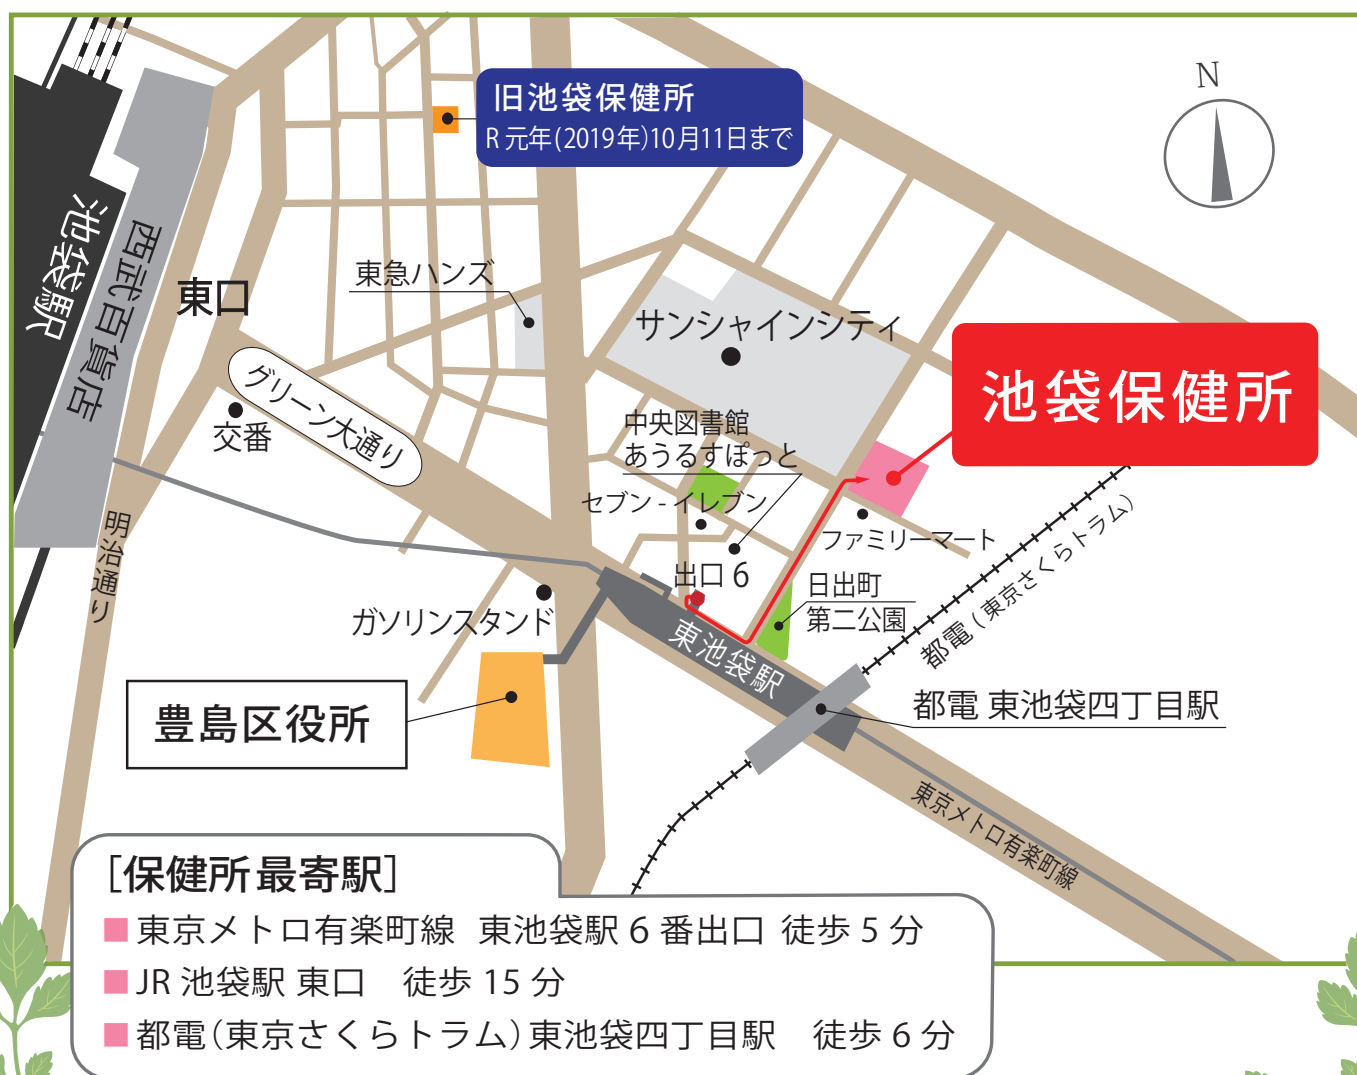 旧池袋保健所
R 元年(2019年)10月11日まで
N
池袋駅
西武百貨店
東口
東急ハンズ
サンシャインシティ
池袋保健所
グリーン大通り
交番
中央図書館
あうるすぽっと
セブン - イレブン
ファミリーマート
明治通り
出口 6
日出町
第二公園
都電 (東京さくらトラム)
ガソリンスタンド
東池袋駅
豊島区役所
都電 東池袋四丁目駅
東京メトロ有楽町線
[保健所最寄駅]
■ 東京メトロ有楽町線 東池袋駅 6 番出口 徒歩 5 分
■ JR 池袋駅 東口 徒歩 15 分
■ 都電(東京さくらトラム)東池袋四丁目駅 徒歩 6 分